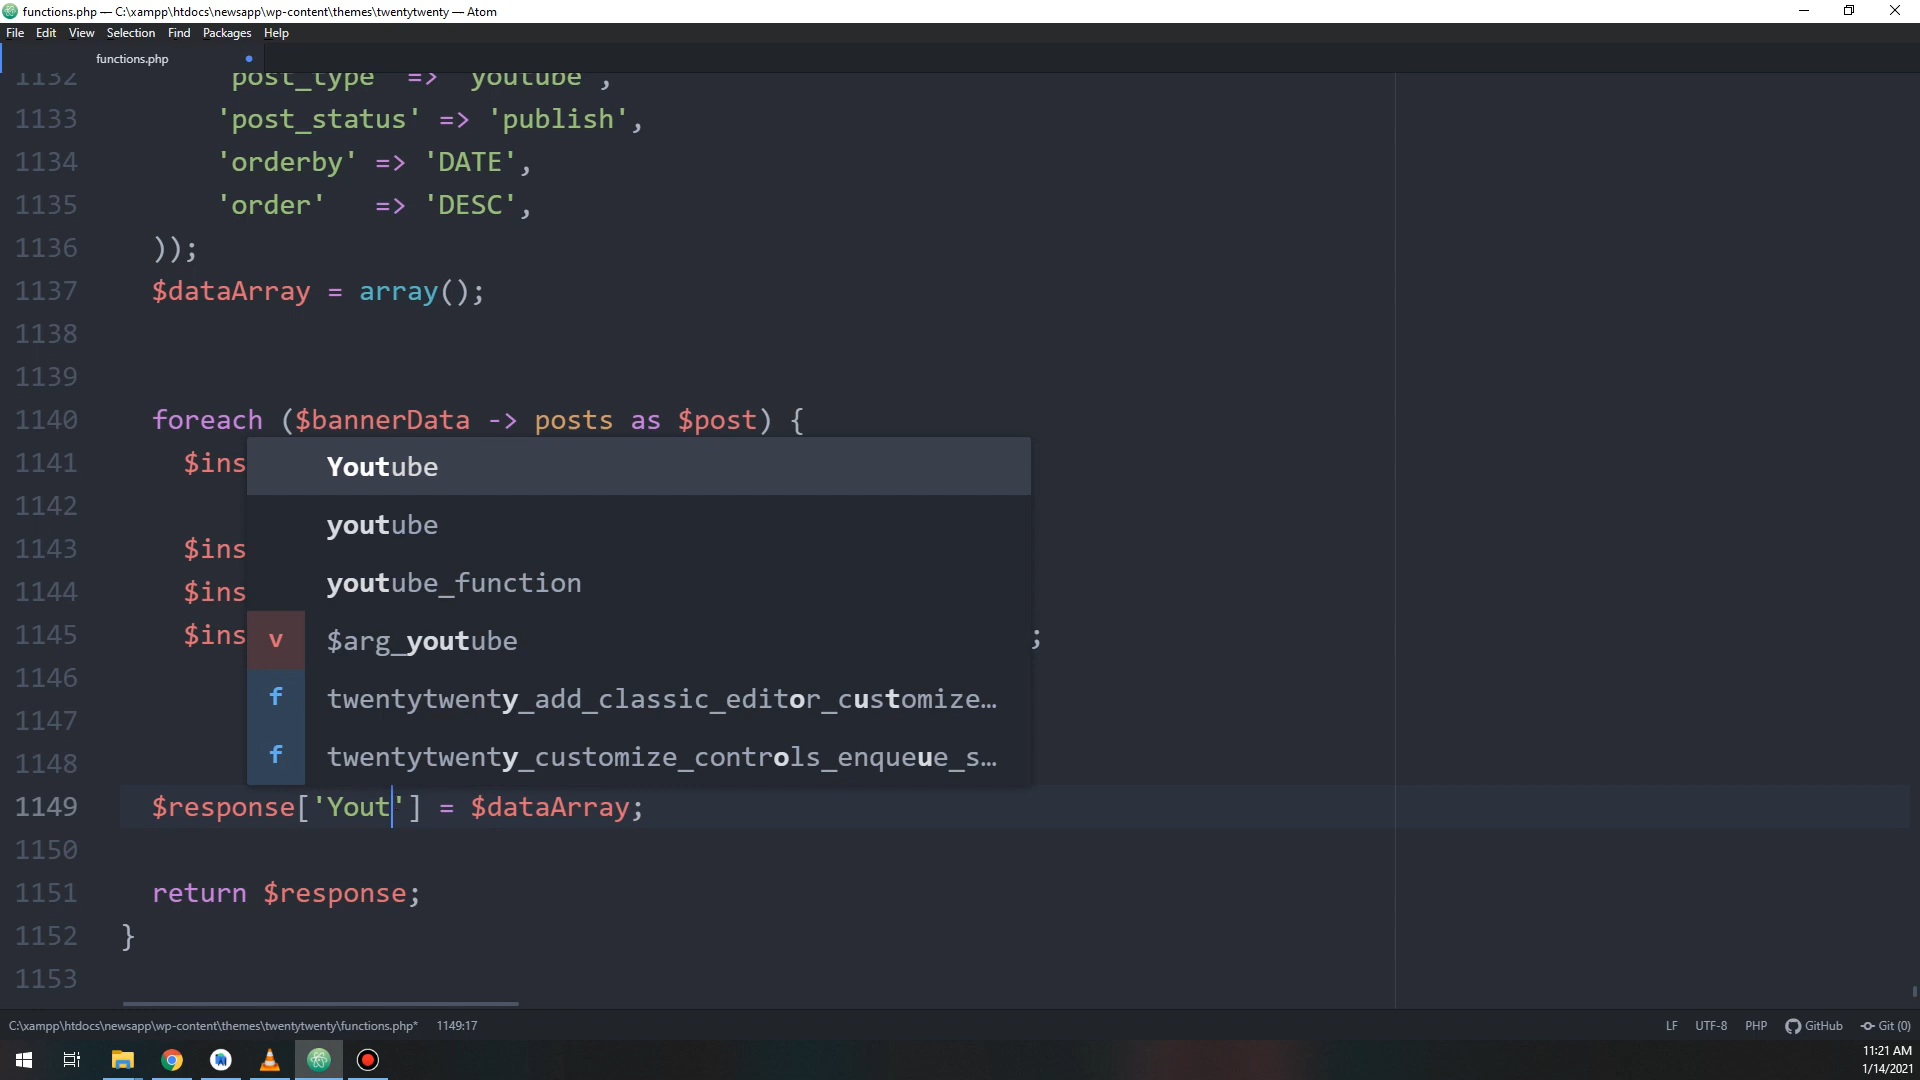 functions.php — C:\xampp\htdocs\newsapp\wp-content\themes\twentytwenty — Atom
File Edit View Selection Find Packages Help
functions.php
1132 'post_type' => 'youtube',
1133 'post_status' => 'publish',
1134 'orderby' => 'DATE',
1135 'order' => 'DESC',
1136 ));
1137 $dataArray = array();
1138
1139
1140 foreach ($bannerData -> posts as $post) {
1141 $ins
Youtube
1142
youtube
1143 $ins
youtube_function
1144 $ins
1145 $ins ;
v $arg_youtube
1146
f twentytwenty_add_classic_editor_customize…
1147
f twentytwenty_customize_controls_enqueue_s…
1148
1149 $response['Yout'] = $dataArray;
1150
1151 return $response;
1152 }
1153
C:\xampp\htdocs\newsapp\wp-content\themes\twentytwenty\functions.php* 1149:17 LF UTF-8 PHP GitHub Git (0)
11:21 AM
1/14/2021